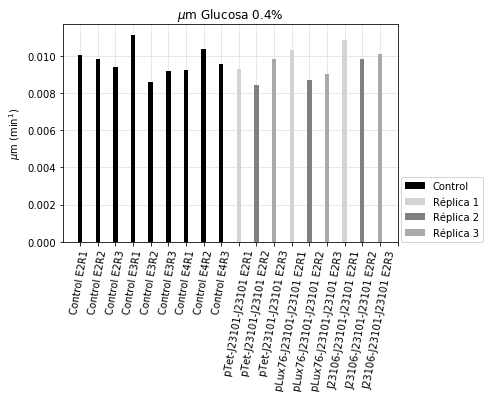 μm Glucosa 0.4%
0.010
0.008
0.006
0.004
0.002
0.000
μm (min¹)
Control E2R1
Control E2R2
Control E2R3
Control E3R1
Control E3R2
Control E3R3
Control E4R1
Control E4R2
Control E4R3
pTet-J23101-J23101 E2R1
pTet-J23101-J23101 E2R2
pTet-J23101-J23101 E2R3
pLux76-J23101-J23101 E2R1
pLux76-J23101-J23101 E2R2
pLux76-J23101-J23101 E2R3
J23106-J23101-J23101 E2R1
J23106-J23101-J23101 E2R2
J23106-J23101-J23101 E2R3
Control
Réplica 1
Réplica 2
Réplica 3